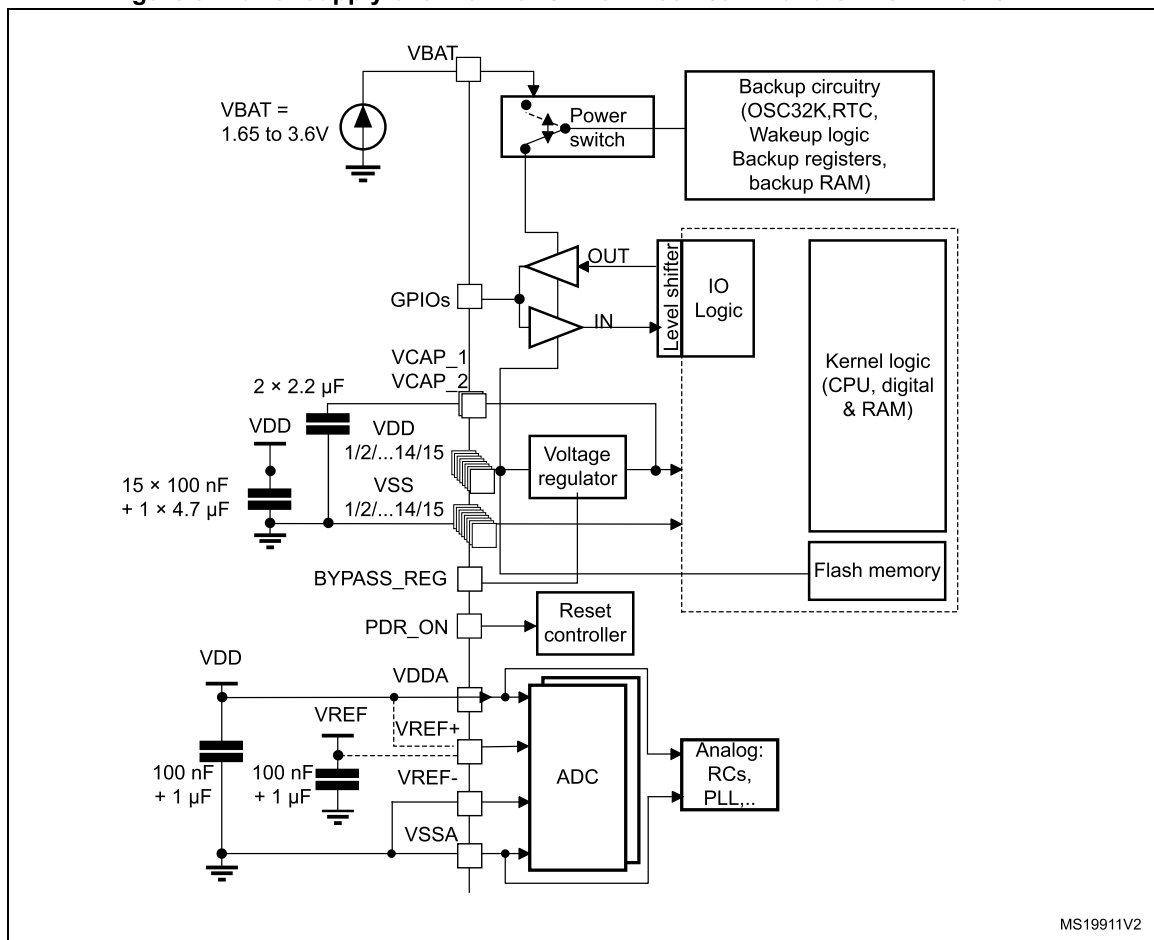 VBAT
VBAT =
1.65 to 3.6V
Power
switch
Backup circuitry
(OSC32K,RTC,
Wakeup logic
Backup registers,
backup RAM)
OUT
Level shifter
IO
Logic
GPIOs
IN
Kernel logic
(CPU, digital
& RAM)
VCAP_1
VCAP_2
2 × 2.2 μF
VDD
VDD
1/2/...14/15
Voltage
regulator
15 × 100 nF
+ 1 × 4.7 μF
VSS
1/2/...14/15
Flash memory
BYPASS_REG
PDR_ON
Reset
controller
VDD
VDDA
VREF
VREF+
100 nF
+ 1 μF
100 nF
+ 1 μF
VREF-
ADC
Analog:
RCs,
PLL,..
VSSA
MS19911V2